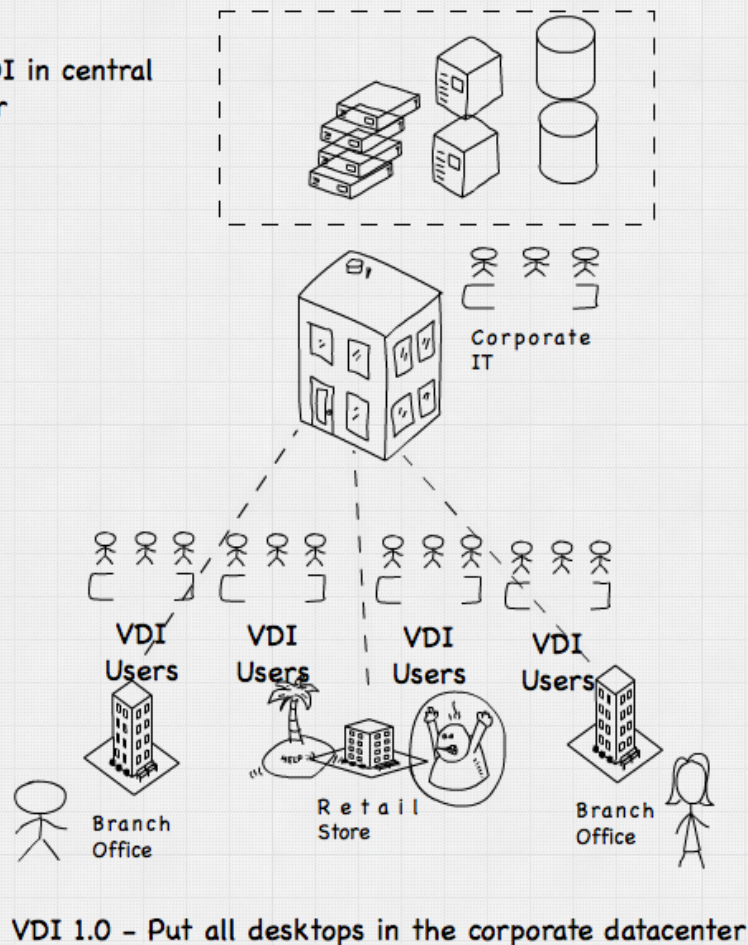 DI in central
r
Corporate
IT
VDI
Users
VDI
Users
VDI
Users
VDI
Users
HELP
Branch
Office
Retail
Store
Branch
Office
VDI 1.0 – Put all desktops in the corporate datacenter